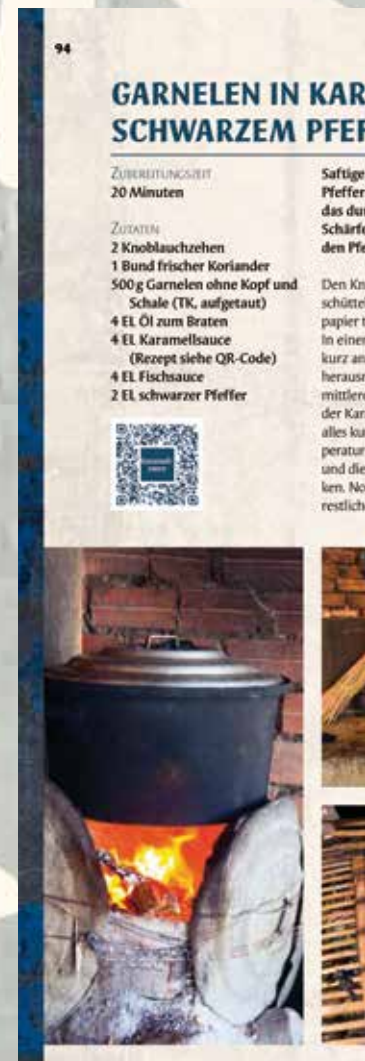 94
GARNELEN IN KAR
SCHWARZEM PFEF
ZUBEREITUNGSZEIT
20 Minuten
ZUTATEN
2 Knoblauchzehen
1 Bund frischer Koriander
500 g Garnelen ohne Kopf und
Schale (TK, aufgetaut)
4 EL Öl zum Braten
4 EL Karamellsauce
(Rezept siehe QR-Code)
4 EL Fischsauce
2 EL schwarzer Pfeffer
Saftige
Pfeffer
das du
Schärfe
den Pfe
Den Kn
schütte
papier t
In einer
kurz an
herausn
mittlere
der Kar
alles ku
peratur
und die
ken. No
restlich